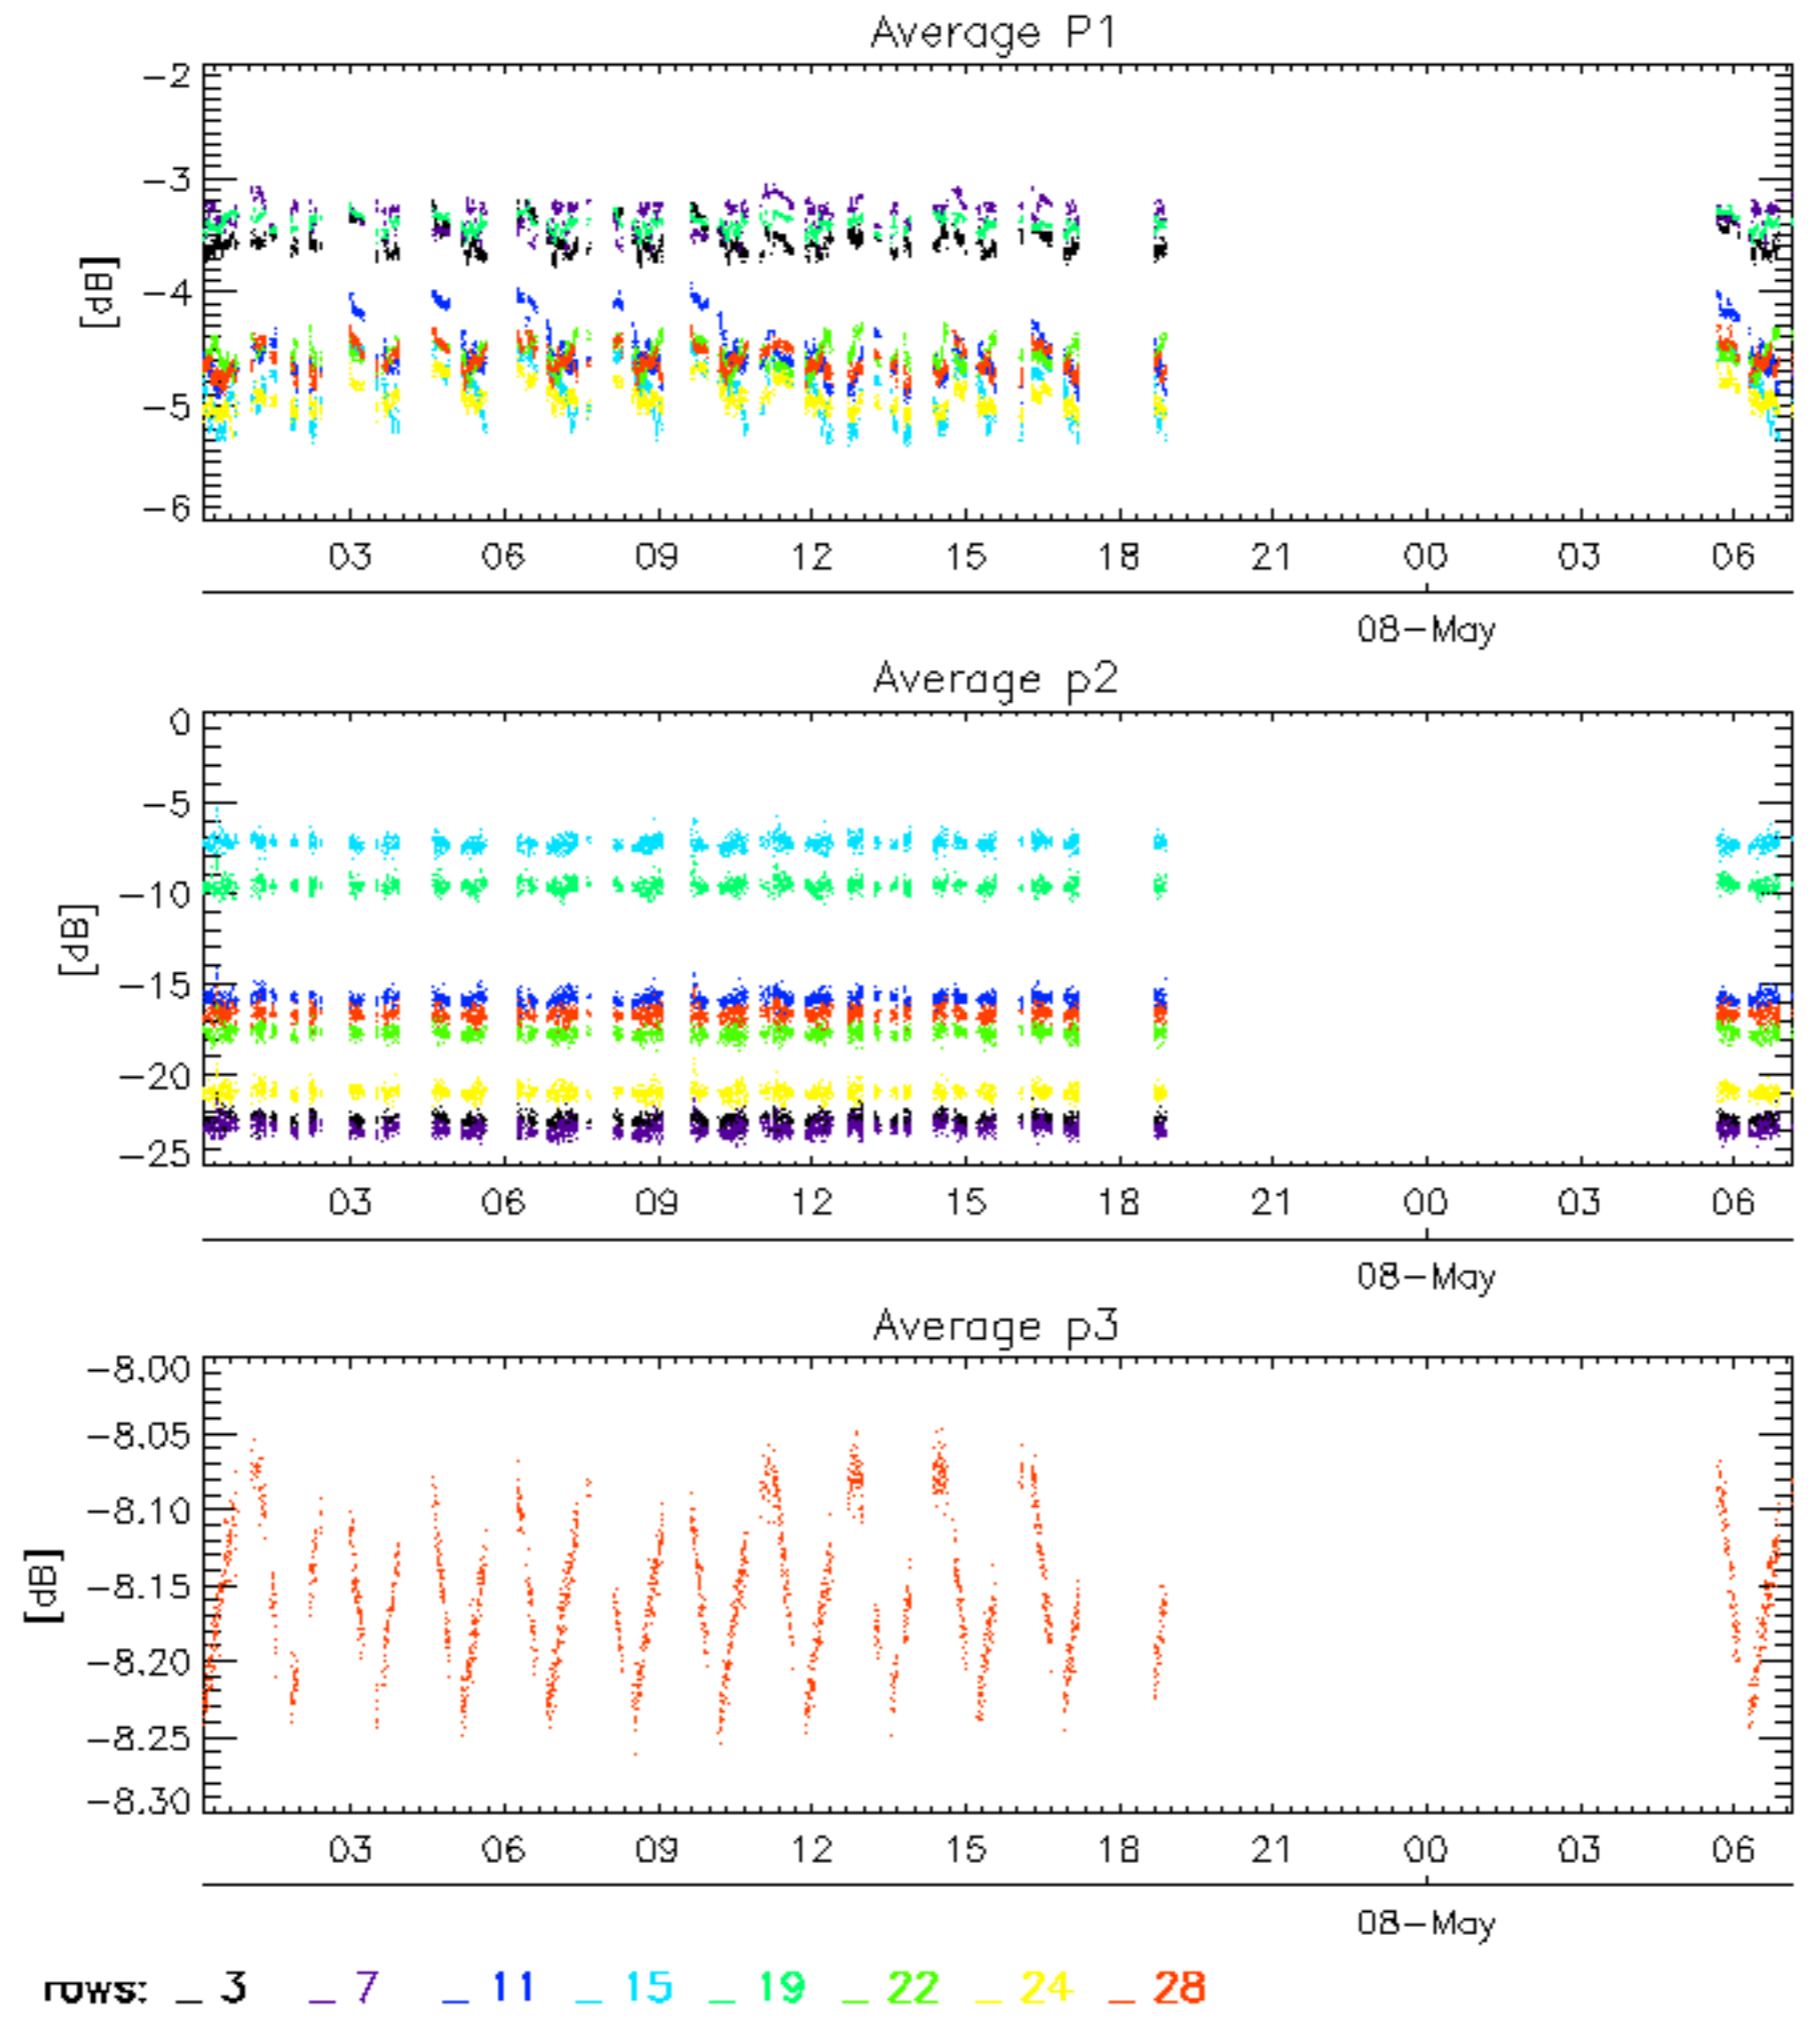 Average P1
−2
−3
−4
−5
−6
[dB]
03 06 09 12 15 18 21 00 03 06
08−May
Average p2
0
−5
−10
−15
−20
−25
[dB]
03 06 09 12 15 18 21 00 03 06
08−May
Average p3
−8.00
−8.05
−8.10
−8.15
−8.20
−8.25
−8.30
[dB]
03 06 09 12 15 18 21 00 03 06
08−May
rows: _ 3 _ 7 _ 11 _ 15 _ 19 _ 22 _ 24 _ 28